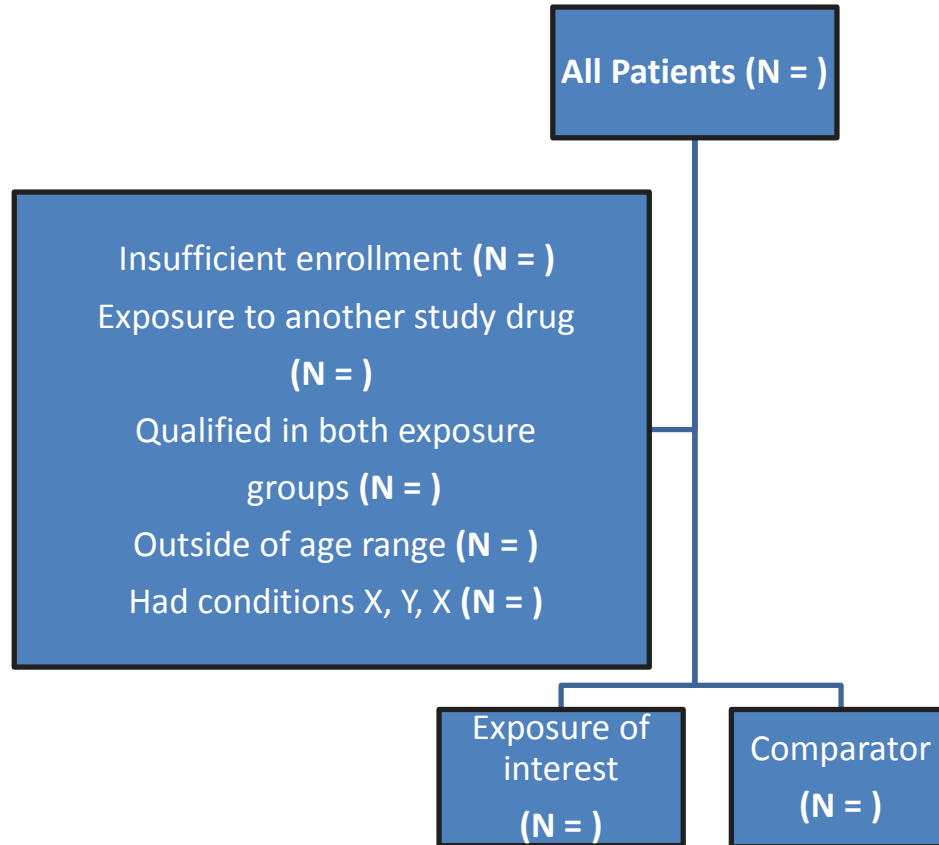 All Patients (N = )
Insufficient enrollment (N = )
Exposure to another study drug
(N = )
Qualified in both exposure
groups (N = )
Outside of age range (N = )
Had conditions X, Y, X (N = )
Exposure of
interest
(N = )
Comparator
(N = )